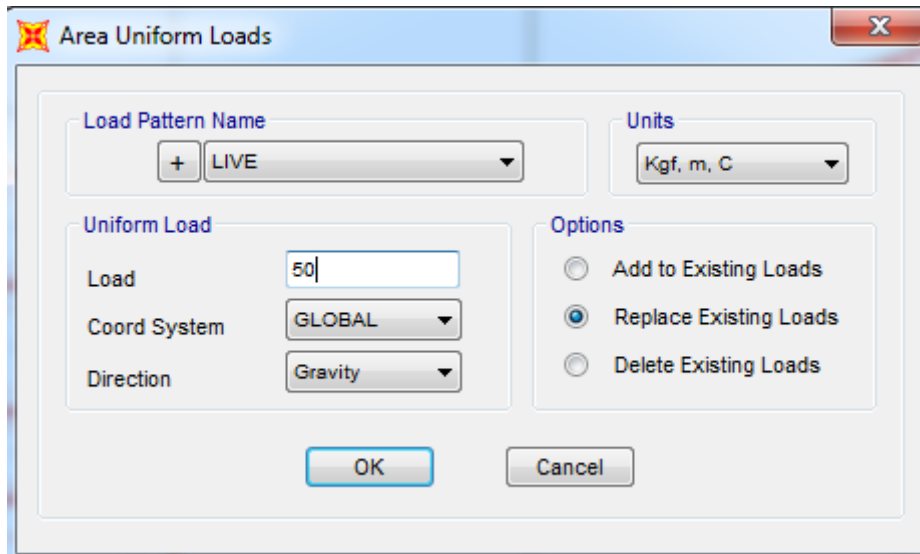 Area Uniform Loads
Load Pattern Name
+ LIVE
Units
Kgf, m, C
Uniform Load
Load 50
Coord System GLOBAL
Direction Gravity
Options
Add to Existing Loads
Replace Existing Loads
Delete Existing Loads
OK
Cancel